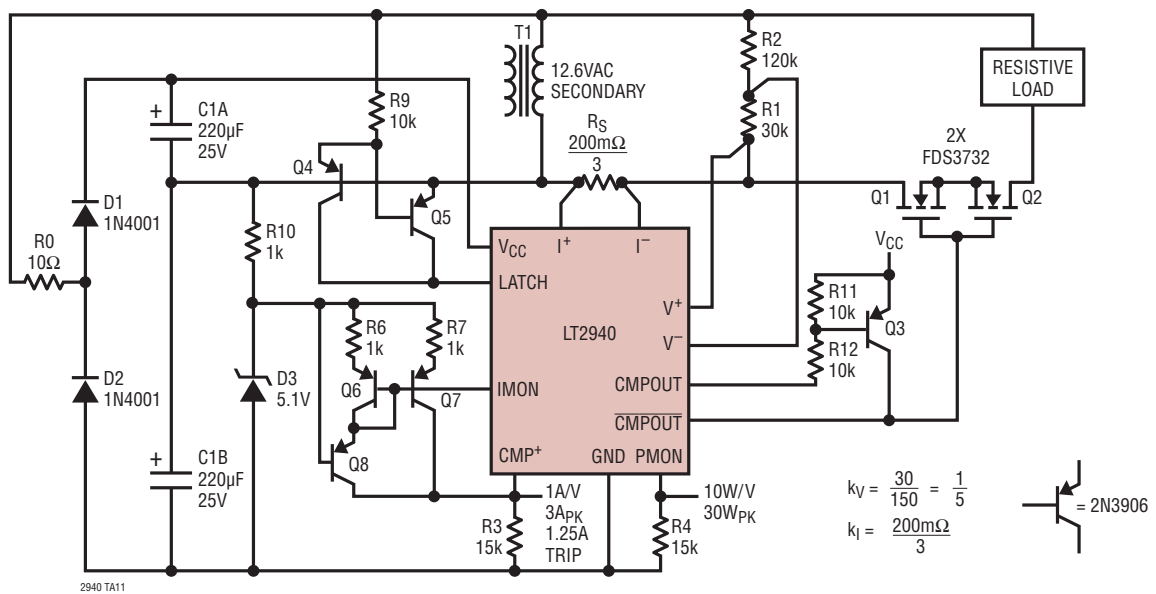 T1
12.6VAC
SECONDARY
R2
120k
RESISTIVE
LOAD
C1A
220µF
25V
+
R9
10k
RS
200mΩ
3
R1
30k
2X
FDS3732
Q4
Q5
Q1
Q2
D1
1N4001
R10
1k
R0
10Ω
VCC
I+
I−
VCC
LATCH
V+
R11
10k
Q3
R6
1k
R7
1k
LT2940
V−
R12
10k
D2
1N4001
D3
5.1V
Q6
Q7
IMON
CMPOUT
CMPOUT
Q8
CMP+
GND
PMON
+
C1B
220µF
25V
1A/V
3APK
1.25A
TRIP
10W/V
30WPK
R3
15k
R4
15k
kV = 30/150 = 1/5
kI = 200mΩ/3
= 2N3906
2940 TA11